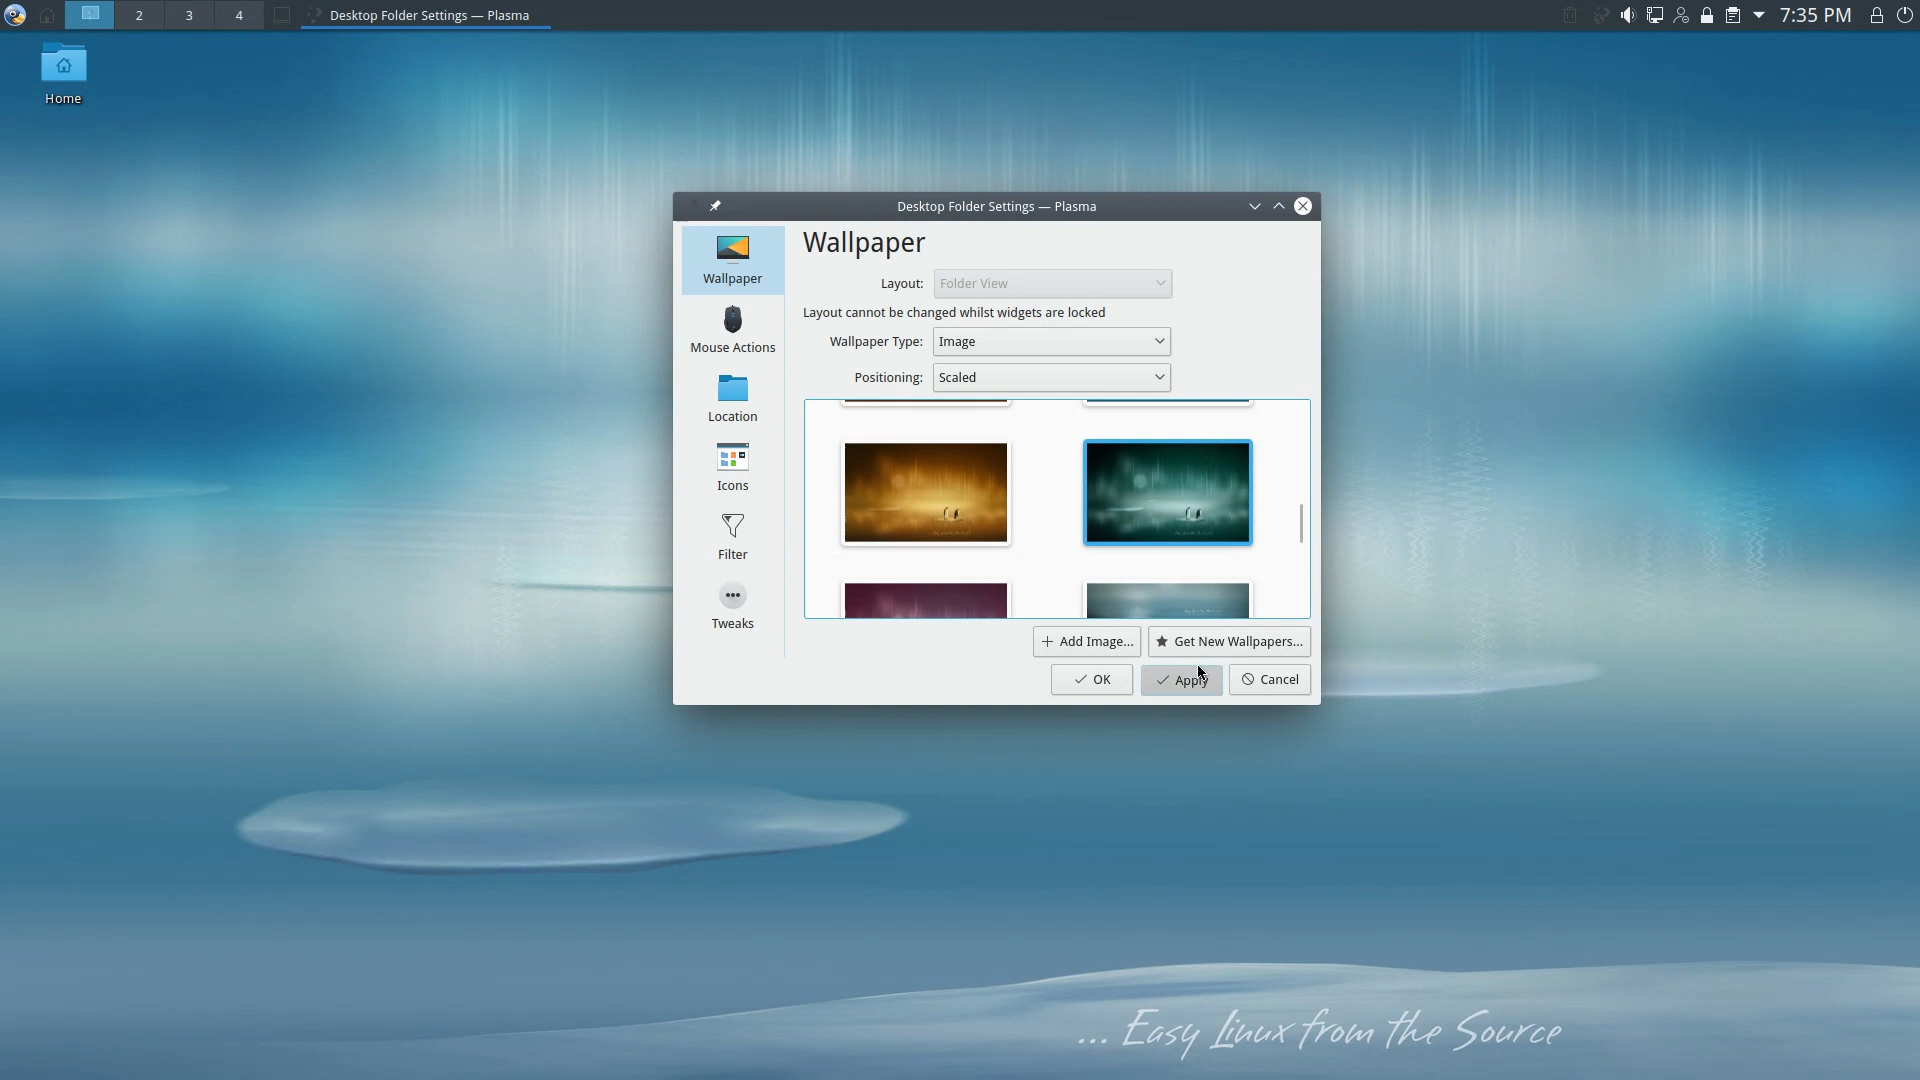 2 3 4 Desktop Folder Settings — Plasma 7:35 PM
Home
Desktop Folder Settings — Plasma
Wallpaper
Wallpaper
Layout: Folder View
Layout cannot be changed whilst widgets are locked
Wallpaper Type: Image
Positioning: Scaled
Mouse Actions
Location
Icons
Filter
Tweaks
Add Image...
Get New Wallpapers...
OK
Apply
Cancel
... Easy Linux from the Source